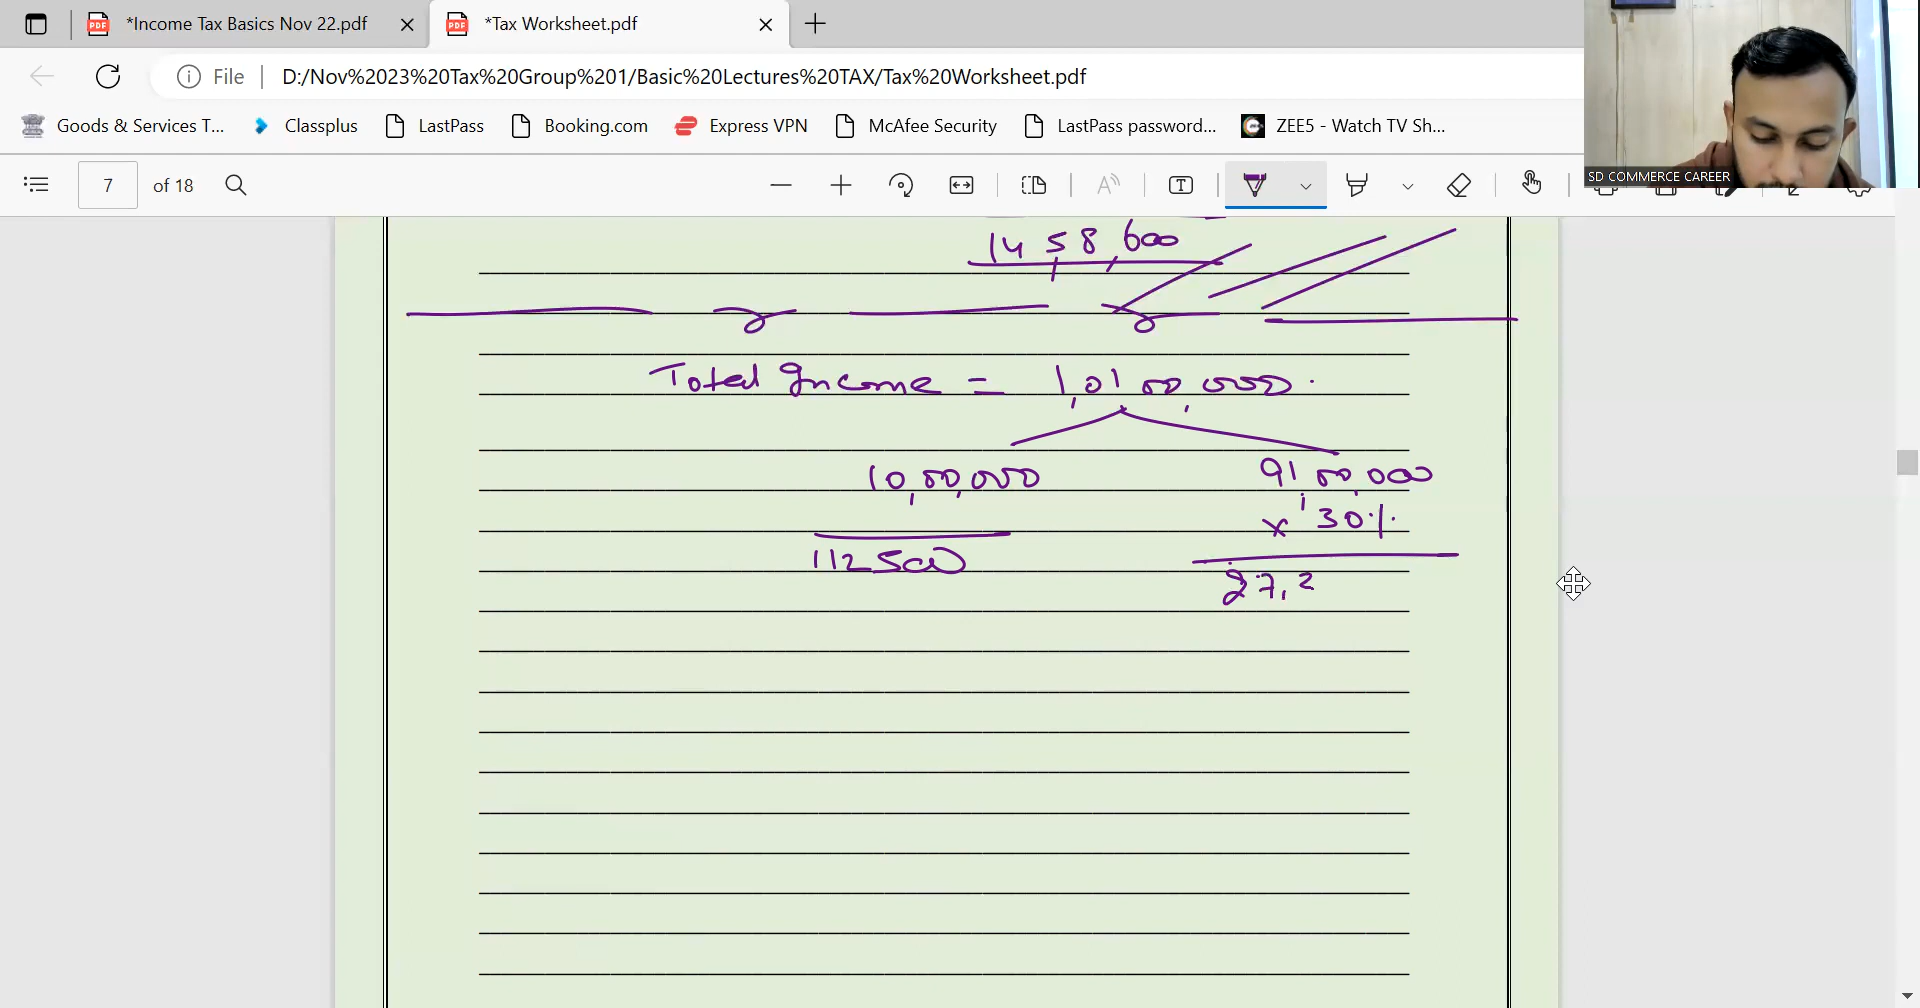 *Income Tax Basics Nov 22.pdf
*Tax Worksheet.pdf
File D:/Nov%2023%20Tax%20Group%201/Basic%20Lectures%20TAX/Tax%20Worksheet.pdf
Goods & Services T... Classplus LastPass Booking.com Express VPN McAfee Security LastPass password... ZEE5 - Watch TV Sh...
7 of 18
SD COMMERCE CAREER
14,58,600
Total Income = 1,01,00,000.
10,00,000 91,00,000
x 30%
112500 27,3